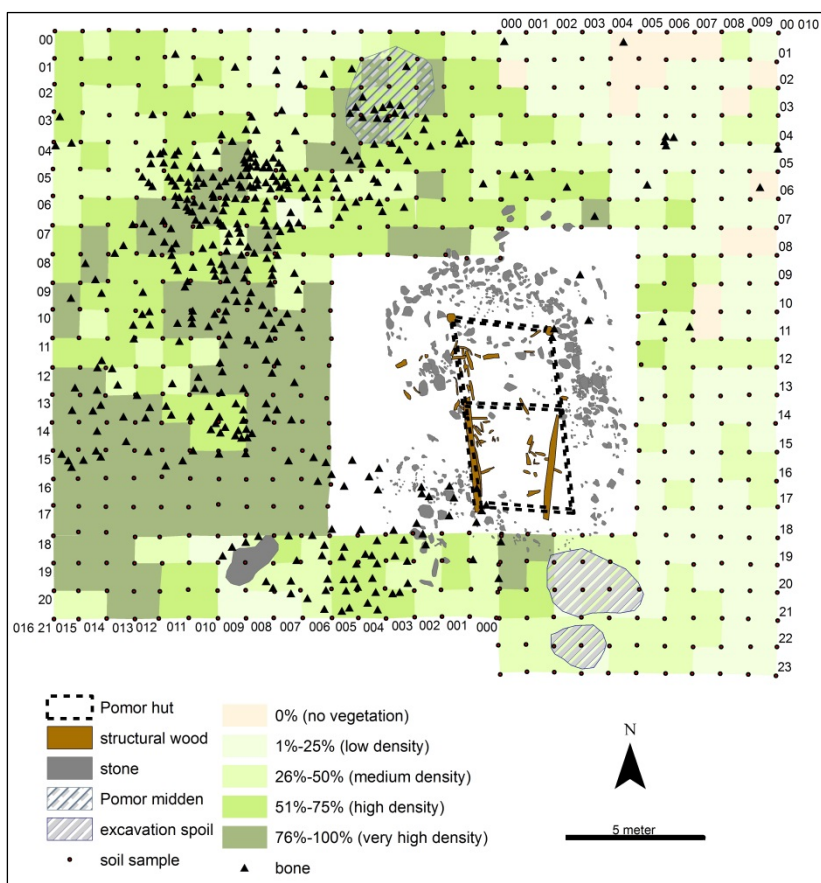 000 001 002 003 004 005 006 007 008 009 00 010
00 01
01 02
02 03
03 04
04 05
05 06
06 07
07 08
08 09
09 10
10 11
11 12
12 13
13 14
14 15
15 16
16 17
17 18
18 19
19 20
20 21
016 21 015 014 013 012 011 010 009 008 007 006 005 004 003 002 001 000
22
23
Pomor hut
structural wood
stone
Pomor midden
excavation spoil
soil sample
0% (no vegetation)
1%-25% (low density)
26%-50% (medium density)
51%-75% (high density)
76%-100% (very high density)
bone
N
5 meter